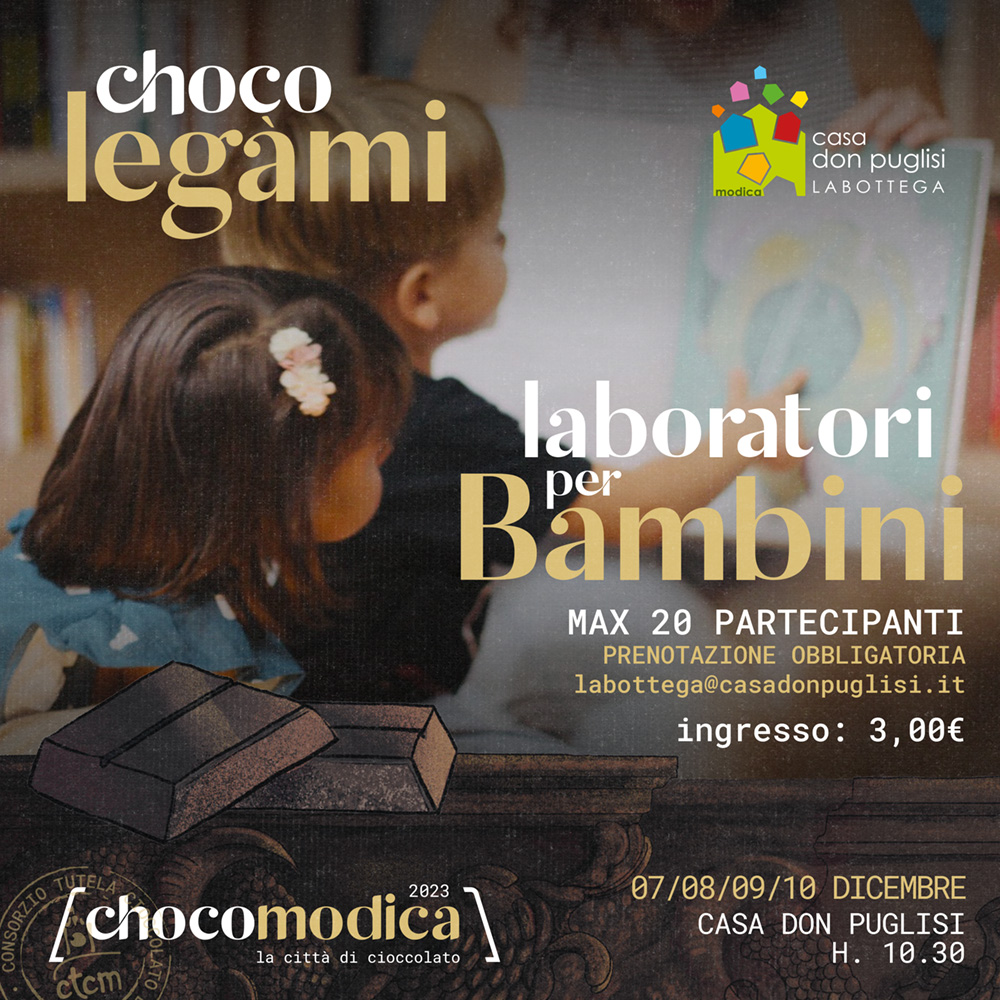 choco
legàmi
modica
casa
don puglisi
LABOTTEGA
laboratori
per
Bambini
MAX 20 PARTECIPANTI
PRENOTAZIONE OBBLIGATORIA
labottega@casadonpuglisi.it
ingresso: 3,00€
CONSORZIO TUTELA
ctcm
2023
[chocomodica]
la città di cioccolato
07/08/09/10 DICEMBRE
CASA DON PUGLISI
H. 10.30